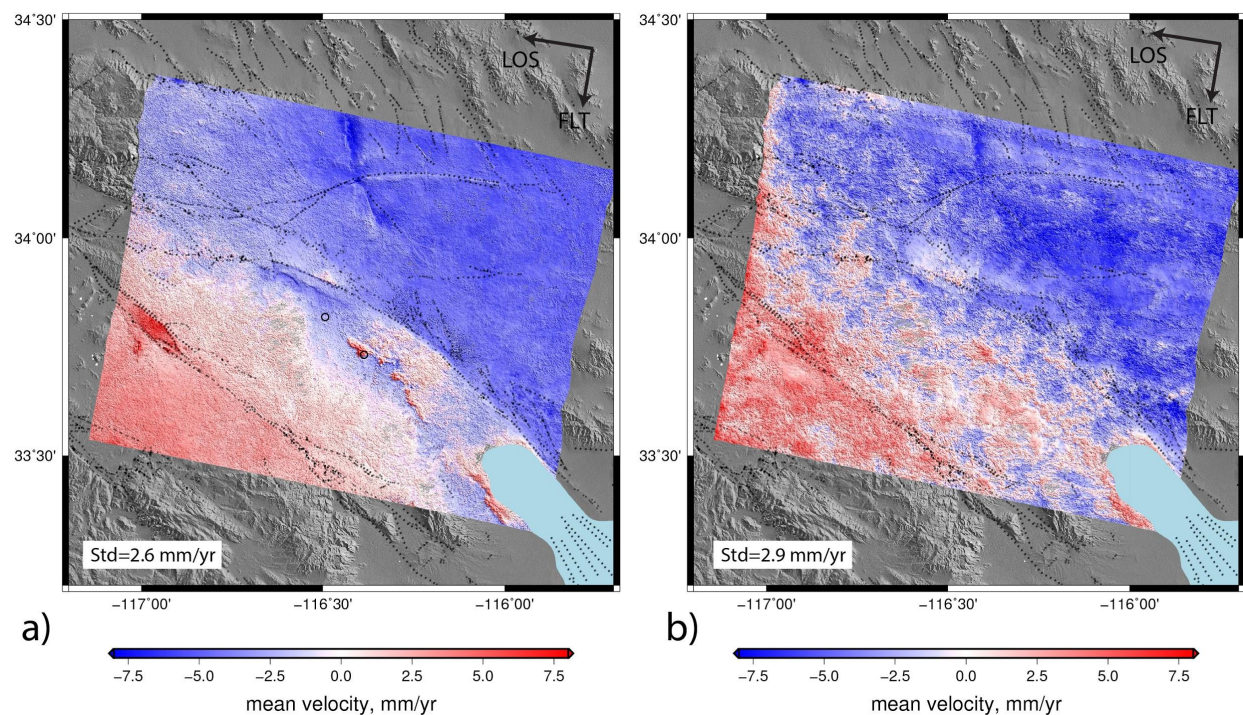 34˚30'
34˚00'
33˚30'
LOS
FLT
Std=2.6 mm/yr
−117˚00'
−116˚30'
−116˚00'
a)
−7.5 −5.0 −2.5 0.0 2.5 5.0 7.5
mean velocity, mm/yr
34˚30'
34˚00'
33˚30'
LOS
FLT
Std=2.9 mm/yr
−117˚00'
−116˚30'
−116˚00'
b)
−7.5 −5.0 −2.5 0.0 2.5 5.0 7.5
mean velocity, mm/yr